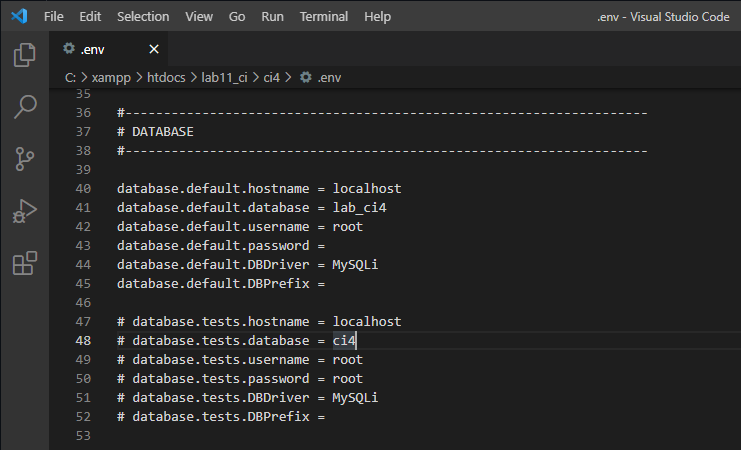 File Edit Selection View Go Run Terminal Help .env - Visual Studio Code
.env
C: > xampp > htdocs > lab11_ci > ci4 > .env
35
36 #--------------------------------------------------------------------
37 # DATABASE
38 #--------------------------------------------------------------------
39
40 database.default.hostname = localhost
41 database.default.database = lab_ci4
42 database.default.username = root
43 database.default.password =
44 database.default.DBDriver = MySQLi
45 database.default.DBPrefix =
46
47 # database.tests.hostname = localhost
48 # database.tests.database = ci4
49 # database.tests.username = root
50 # database.tests.password = root
51 # database.tests.DBDriver = MySQLi
52 # database.tests.DBPrefix =
53